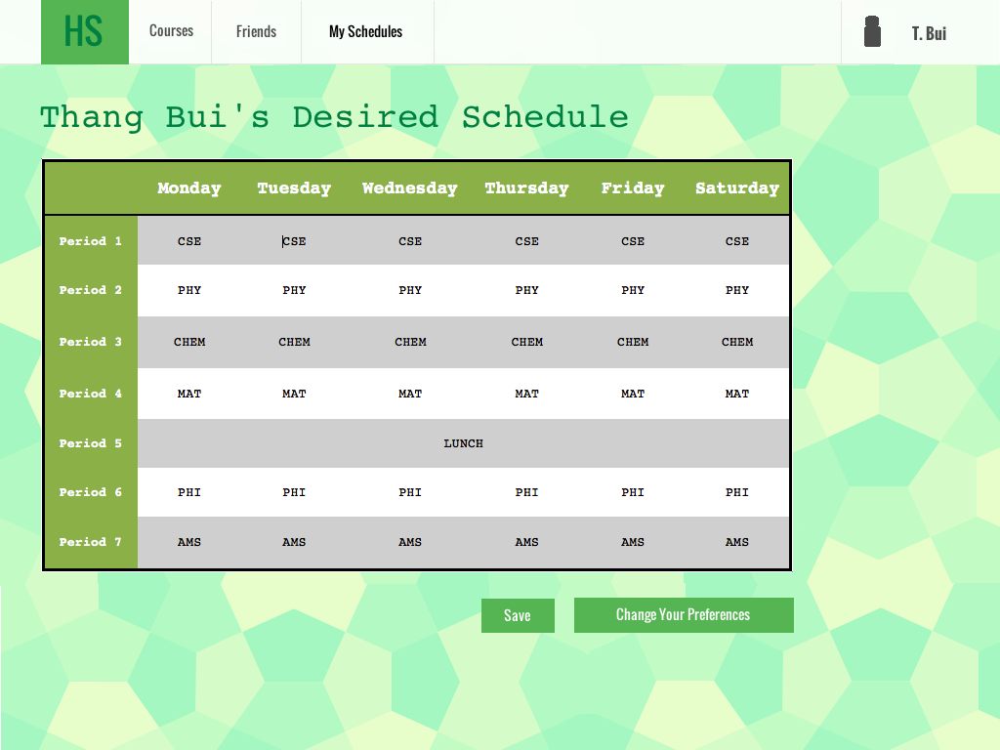 HS Courses Friends My Schedules T. Bui
Thang Bui's Desired Schedule
Monday Tuesday Wednesday Thursday Friday Saturday
Period 1 CSE CSE CSE CSE CSE CSE
Period 2 PHY PHY PHY PHY PHY PHY
Period 3 CHEM CHEM CHEM CHEM CHEM CHEM
Period 4 MAT MAT MAT MAT MAT MAT
Period 5 LUNCH
Period 6 PHI PHI PHI PHI PHI PHI
Period 7 AMS AMS AMS AMS AMS AMS
Save Change Your Preferences